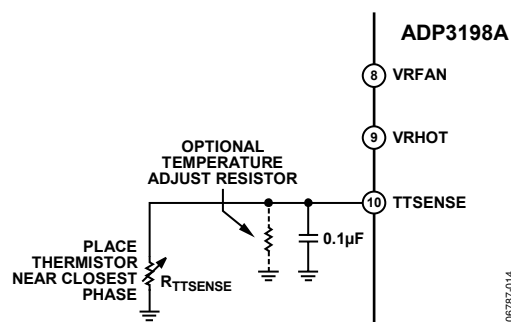 ADP3198A
8 VRFAN
9 VRHOT
OPTIONAL
TEMPERATURE
ADJUST RESISTOR
10 TTSENSE
0.1µF
PLACE
THERMISTOR
NEAR CLOSEST
PHASE
RTTSENSE
06787-014